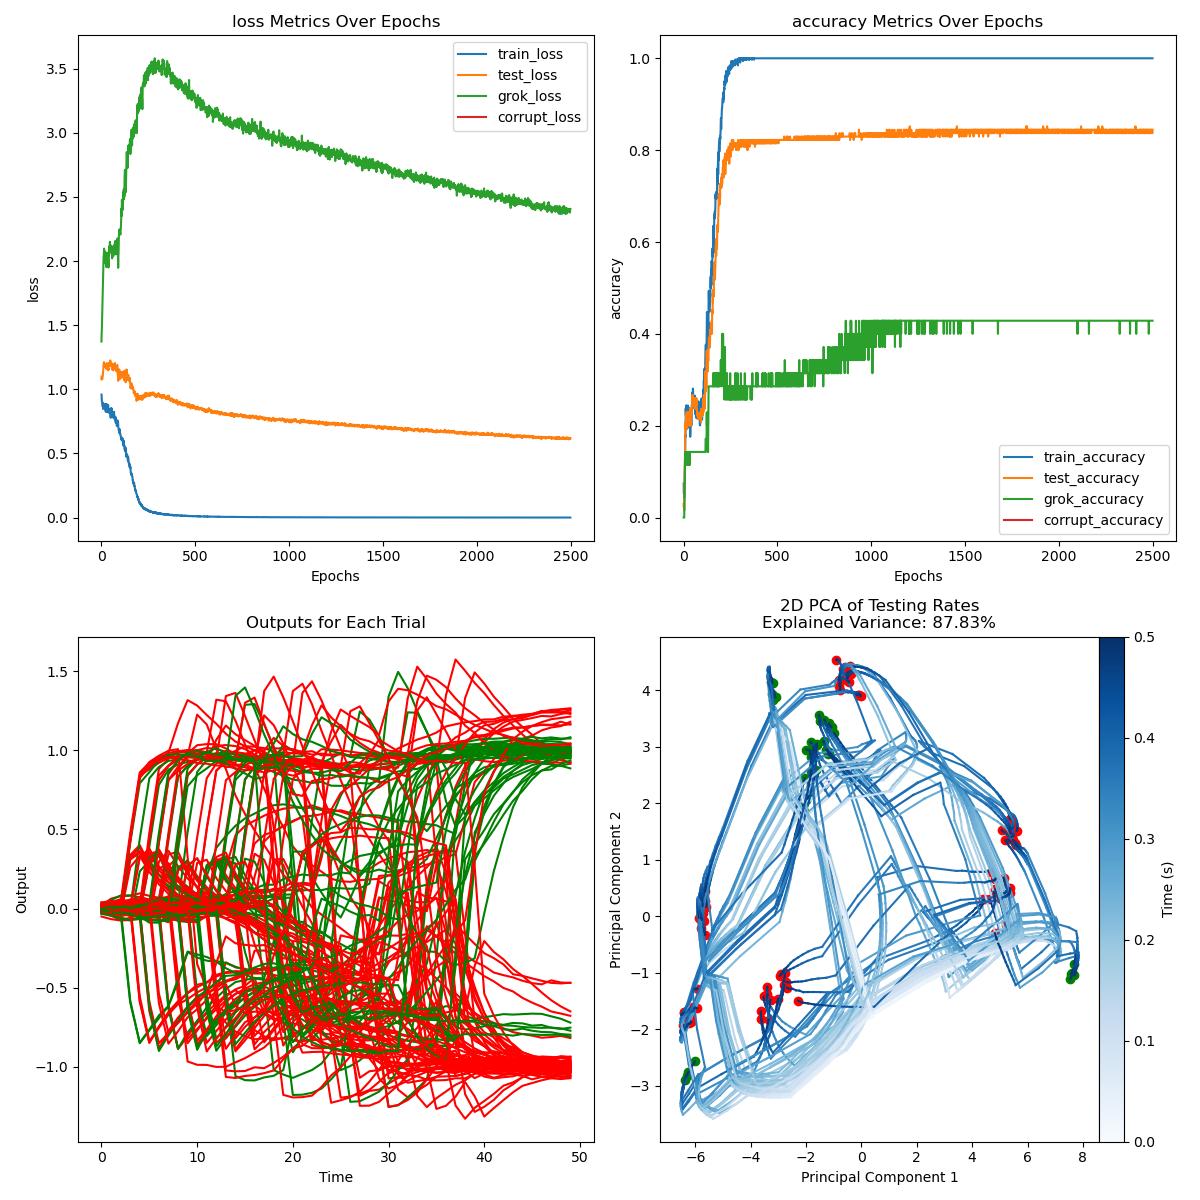 loss Metrics Over Epochs
3.5
3.0
2.5
2.0
1.5
1.0
0.5
0.0
loss
train_loss
test_loss
grok_loss
corrupt_loss
0
500
1000
1500
2000
2500
Epochs
accuracy Metrics Over Epochs
1.0
0.8
0.6
0.4
0.2
0.0
accuracy
train_accuracy
test_accuracy
grok_accuracy
corrupt_accuracy
0
500
1000
1500
2000
2500
Epochs
Outputs for Each Trial
1.5
1.0
0.5
0.0
−0.5
−1.0
Output
0
10
20
30
40
50
Time
2D PCA of Testing Rates
Explained Variance: 87.83%
4
3
2
1
0
−1
−2
−3
Principal Component 2
−6
−4
−2
0
2
4
6
8
Principal Component 1
0.5
0.4
0.3
0.2
0.1
0.0
Time (s)